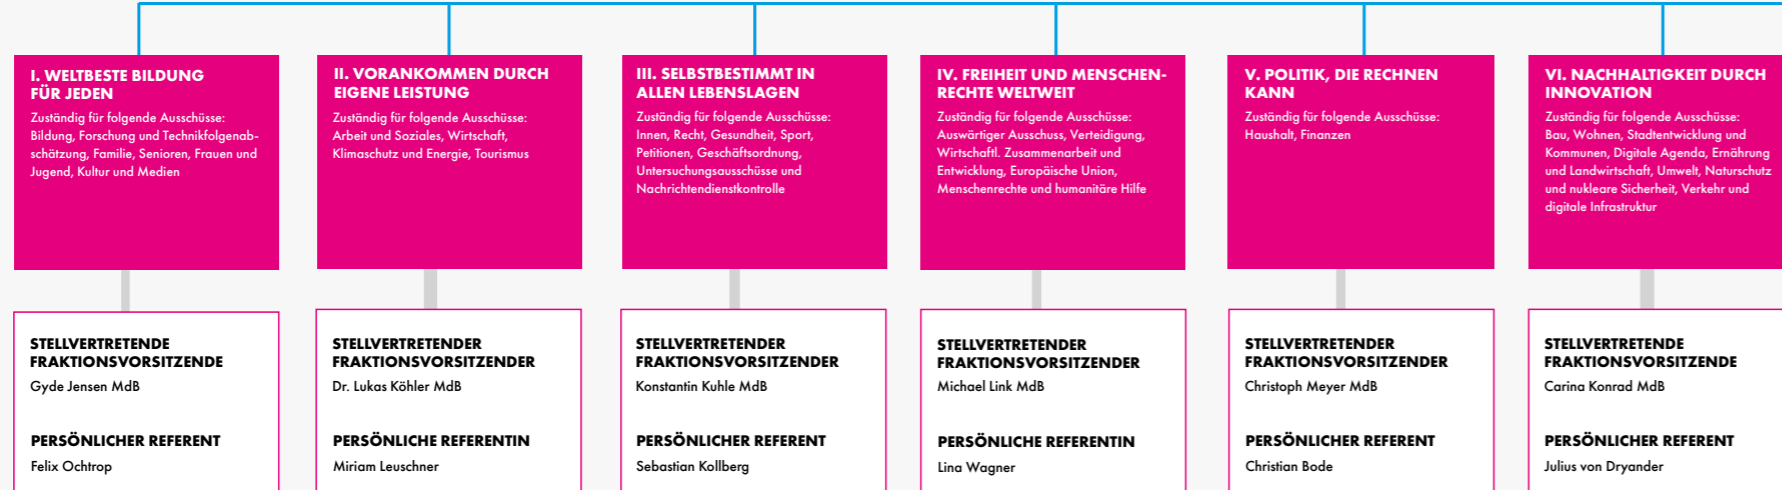 I. WELTBESTE BILDUNG
FÜR JEDEN
Zuständig für folgende Ausschüsse:
Bildung, Forschung und Technikfolgenab-
schätzung, Familie, Senioren, Frauen und
Jugend, Kultur und Medien
STELLVERTRETENDE
FRAKTIONSVORSITZENDE
Gyde Jensen MdB
PERSÖNLICHER REFERENT
Felix Ochtrop
II. VORANKOMMEN DURCH
EIGENE LEISTUNG
Zuständig für folgende Ausschüsse:
Arbeit und Soziales, Wirtschaft,
Klimaschutz und Energie, Tourismus
STELLVERTRETENDER
FRAKTIONSVORSITZENDER
Dr. Lukas Köhler MdB
PERSÖNLICHE REFERENTIN
Miriam Leuschner
III. SELBSTBESTIMMT IN
ALLEN LEBENSLAGEN
Zuständig für folgende Ausschüsse:
Innen, Recht, Gesundheit, Sport,
Petitionen, Geschäftsordnung,
Untersuchungsausschüsse und
Nachrichtendienstkontrolle
STELLVERTRETENDER
FRAKTIONSVORSITZENDER
Konstantin Kuhle MdB
PERSÖNLICHER REFERENT
Sebastian Kollberg
IV. FREIHEIT UND MENSCHEN-
RECHTE WELTWEIT
Zuständig für folgende Ausschüsse:
Auswärtiger Ausschuss, Verteidigung,
Wirtschaftl. Zusammenarbeit und
Entwicklung, Europäische Union,
Menschenrechte und humanitäre Hilfe
STELLVERTRETENDER
FRAKTIONSVORSITZENDER
Michael Link MdB
PERSÖNLICHE REFERENTIN
Lina Wagner
V. POLITIK, DIE RECHNEN
KANN
Zuständig für folgende Ausschüsse:
Haushalt, Finanzen
STELLVERTRETENDER
FRAKTIONSVORSITZENDER
Christoph Meyer MdB
PERSÖNLICHER REFERENT
Christian Bode
VI. NACHHALTIGKEIT DURCH
INNOVATION
Zuständig für folgende Ausschüsse:
Bau, Wohnen, Stadtentwicklung und
Kommunen, Digitale Agenda, Ernährung
und Landwirtschaft, Umwelt, Naturschutz
und nukleare Sicherheit, Verkehr und
digitale Infrastruktur
STELLVERTRETENDE
FRAKTIONSVORSITZENDE
Carina Konrad MdB
PERSÖNLICHER REFERENT
Julius von Dryander